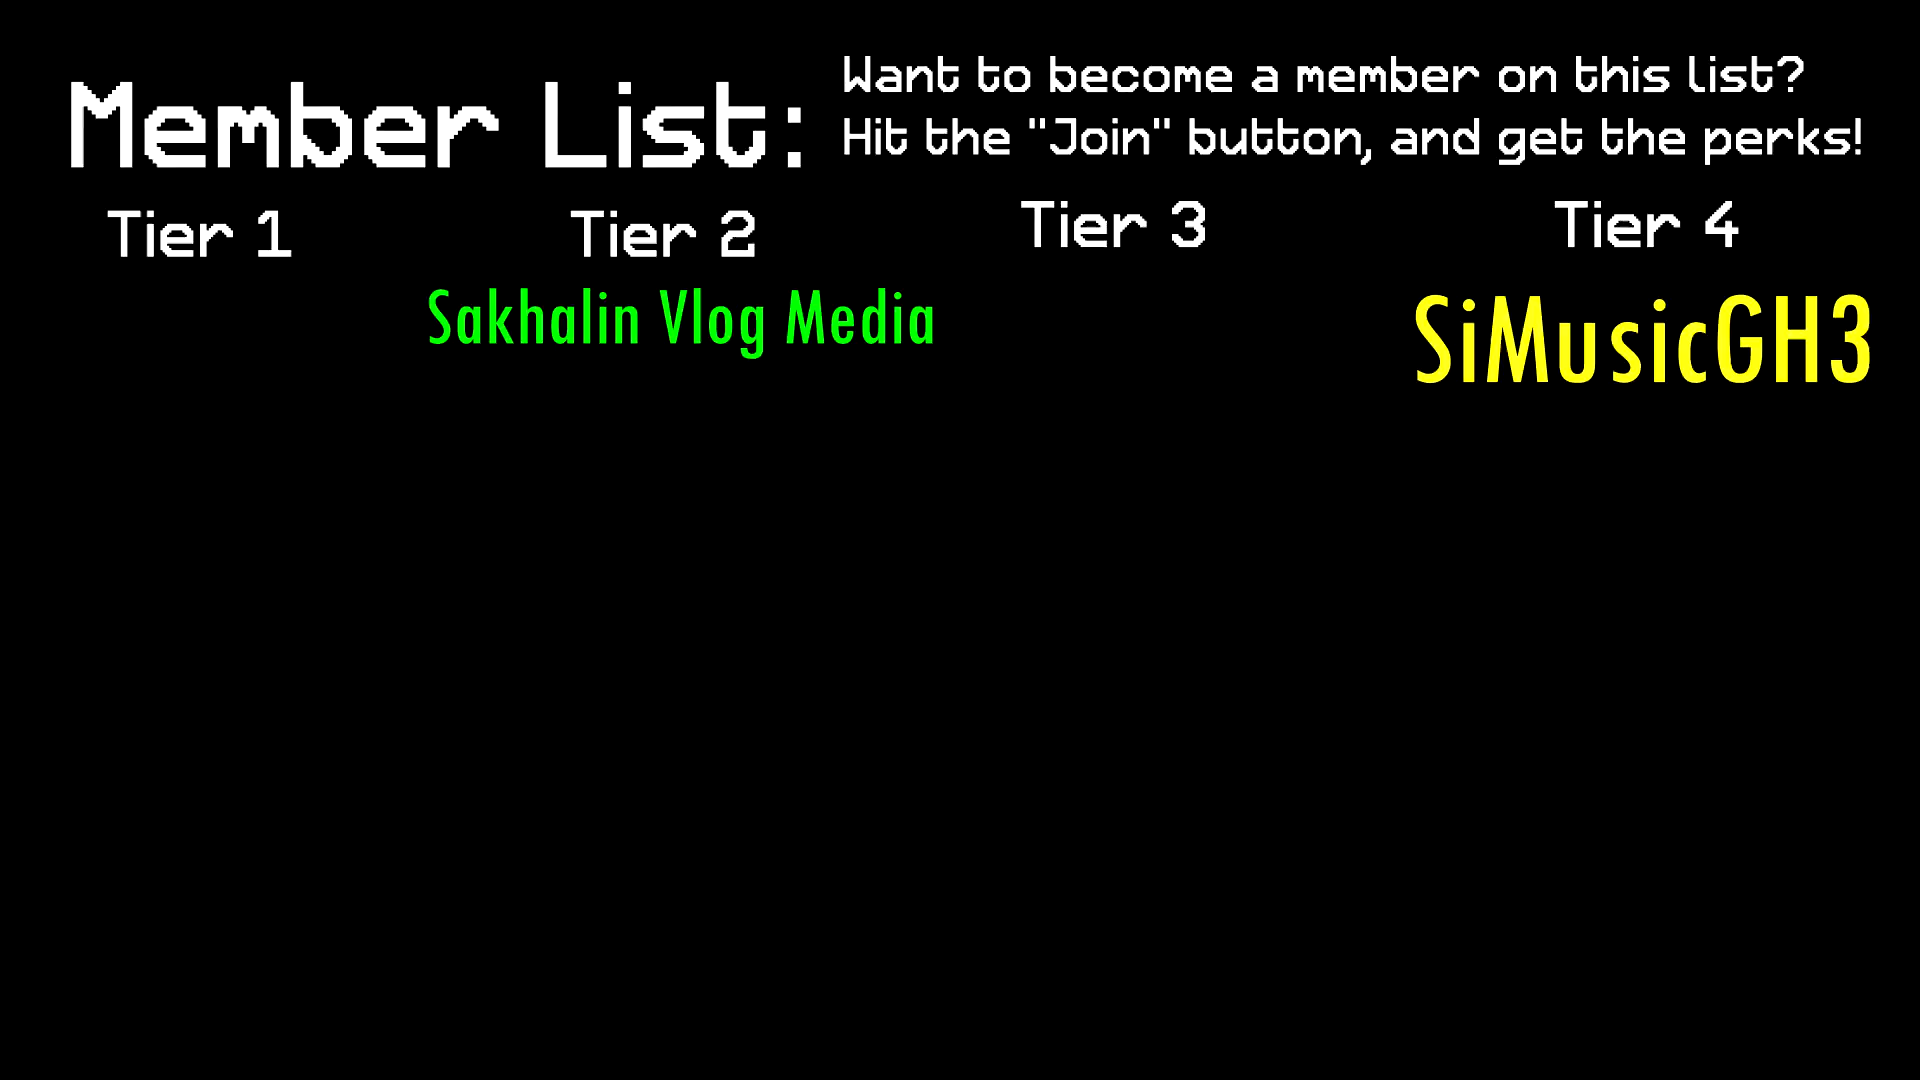 Member List:
Want to become a member on this list?
Hit the "Join" button, and get the perks!
Tier 1
Tier 2
Tier 3
Tier 4
Sakhalin Vlog Media
SiMusicGH3